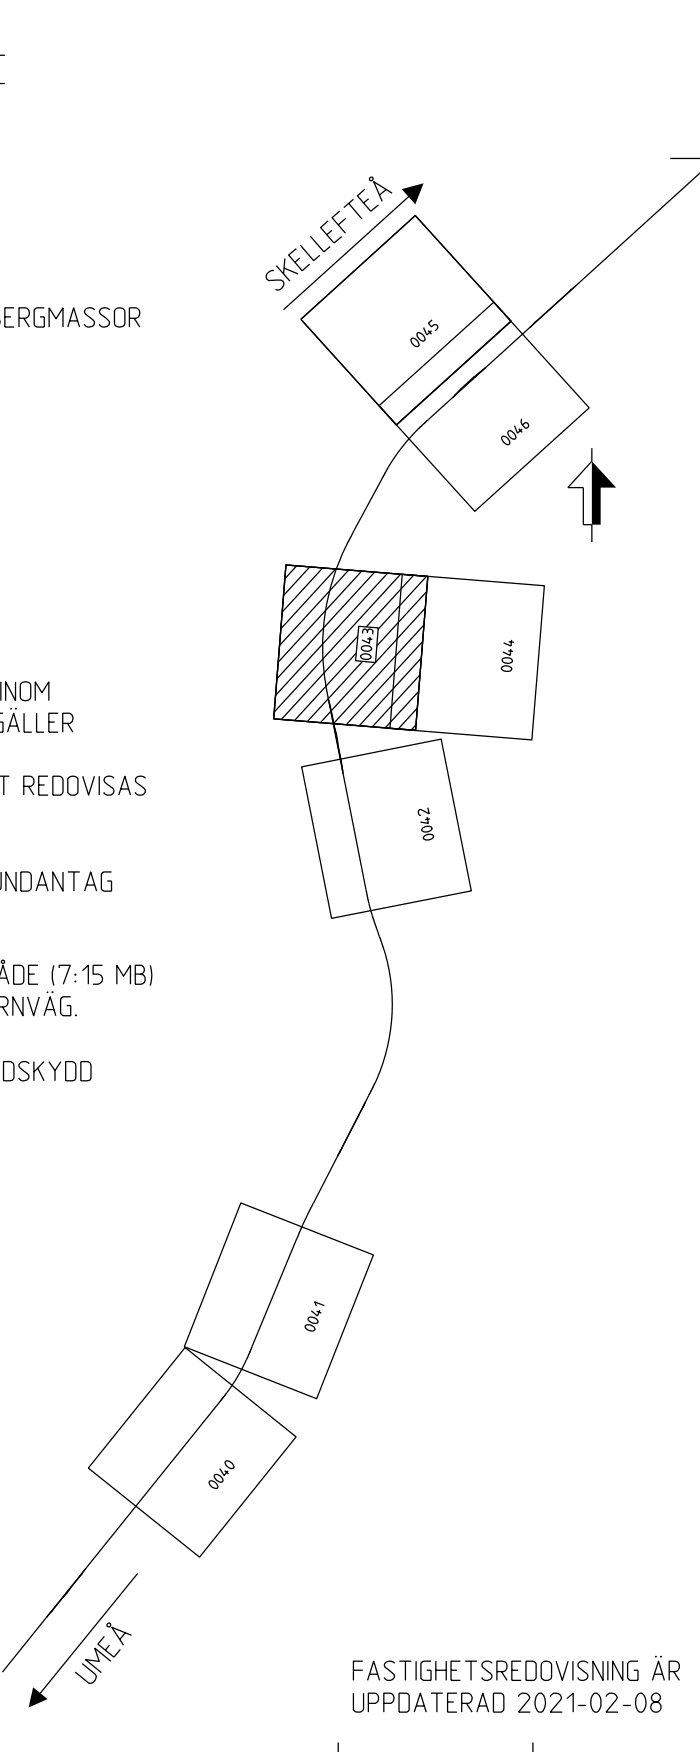 SKELLEFTEÅ
BERGMASSOR
0045
0046
0043
0044
INOM
GÄLLER
T REDOVISAS
0042
UNDANTAG
ÅDE (7:15 MB)
RNVÄG.
DSKYDD
0041
0040
UMEÅ
FASTIGHETSREDOVISNING ÄR
UPPDATERAD 2021-02-08